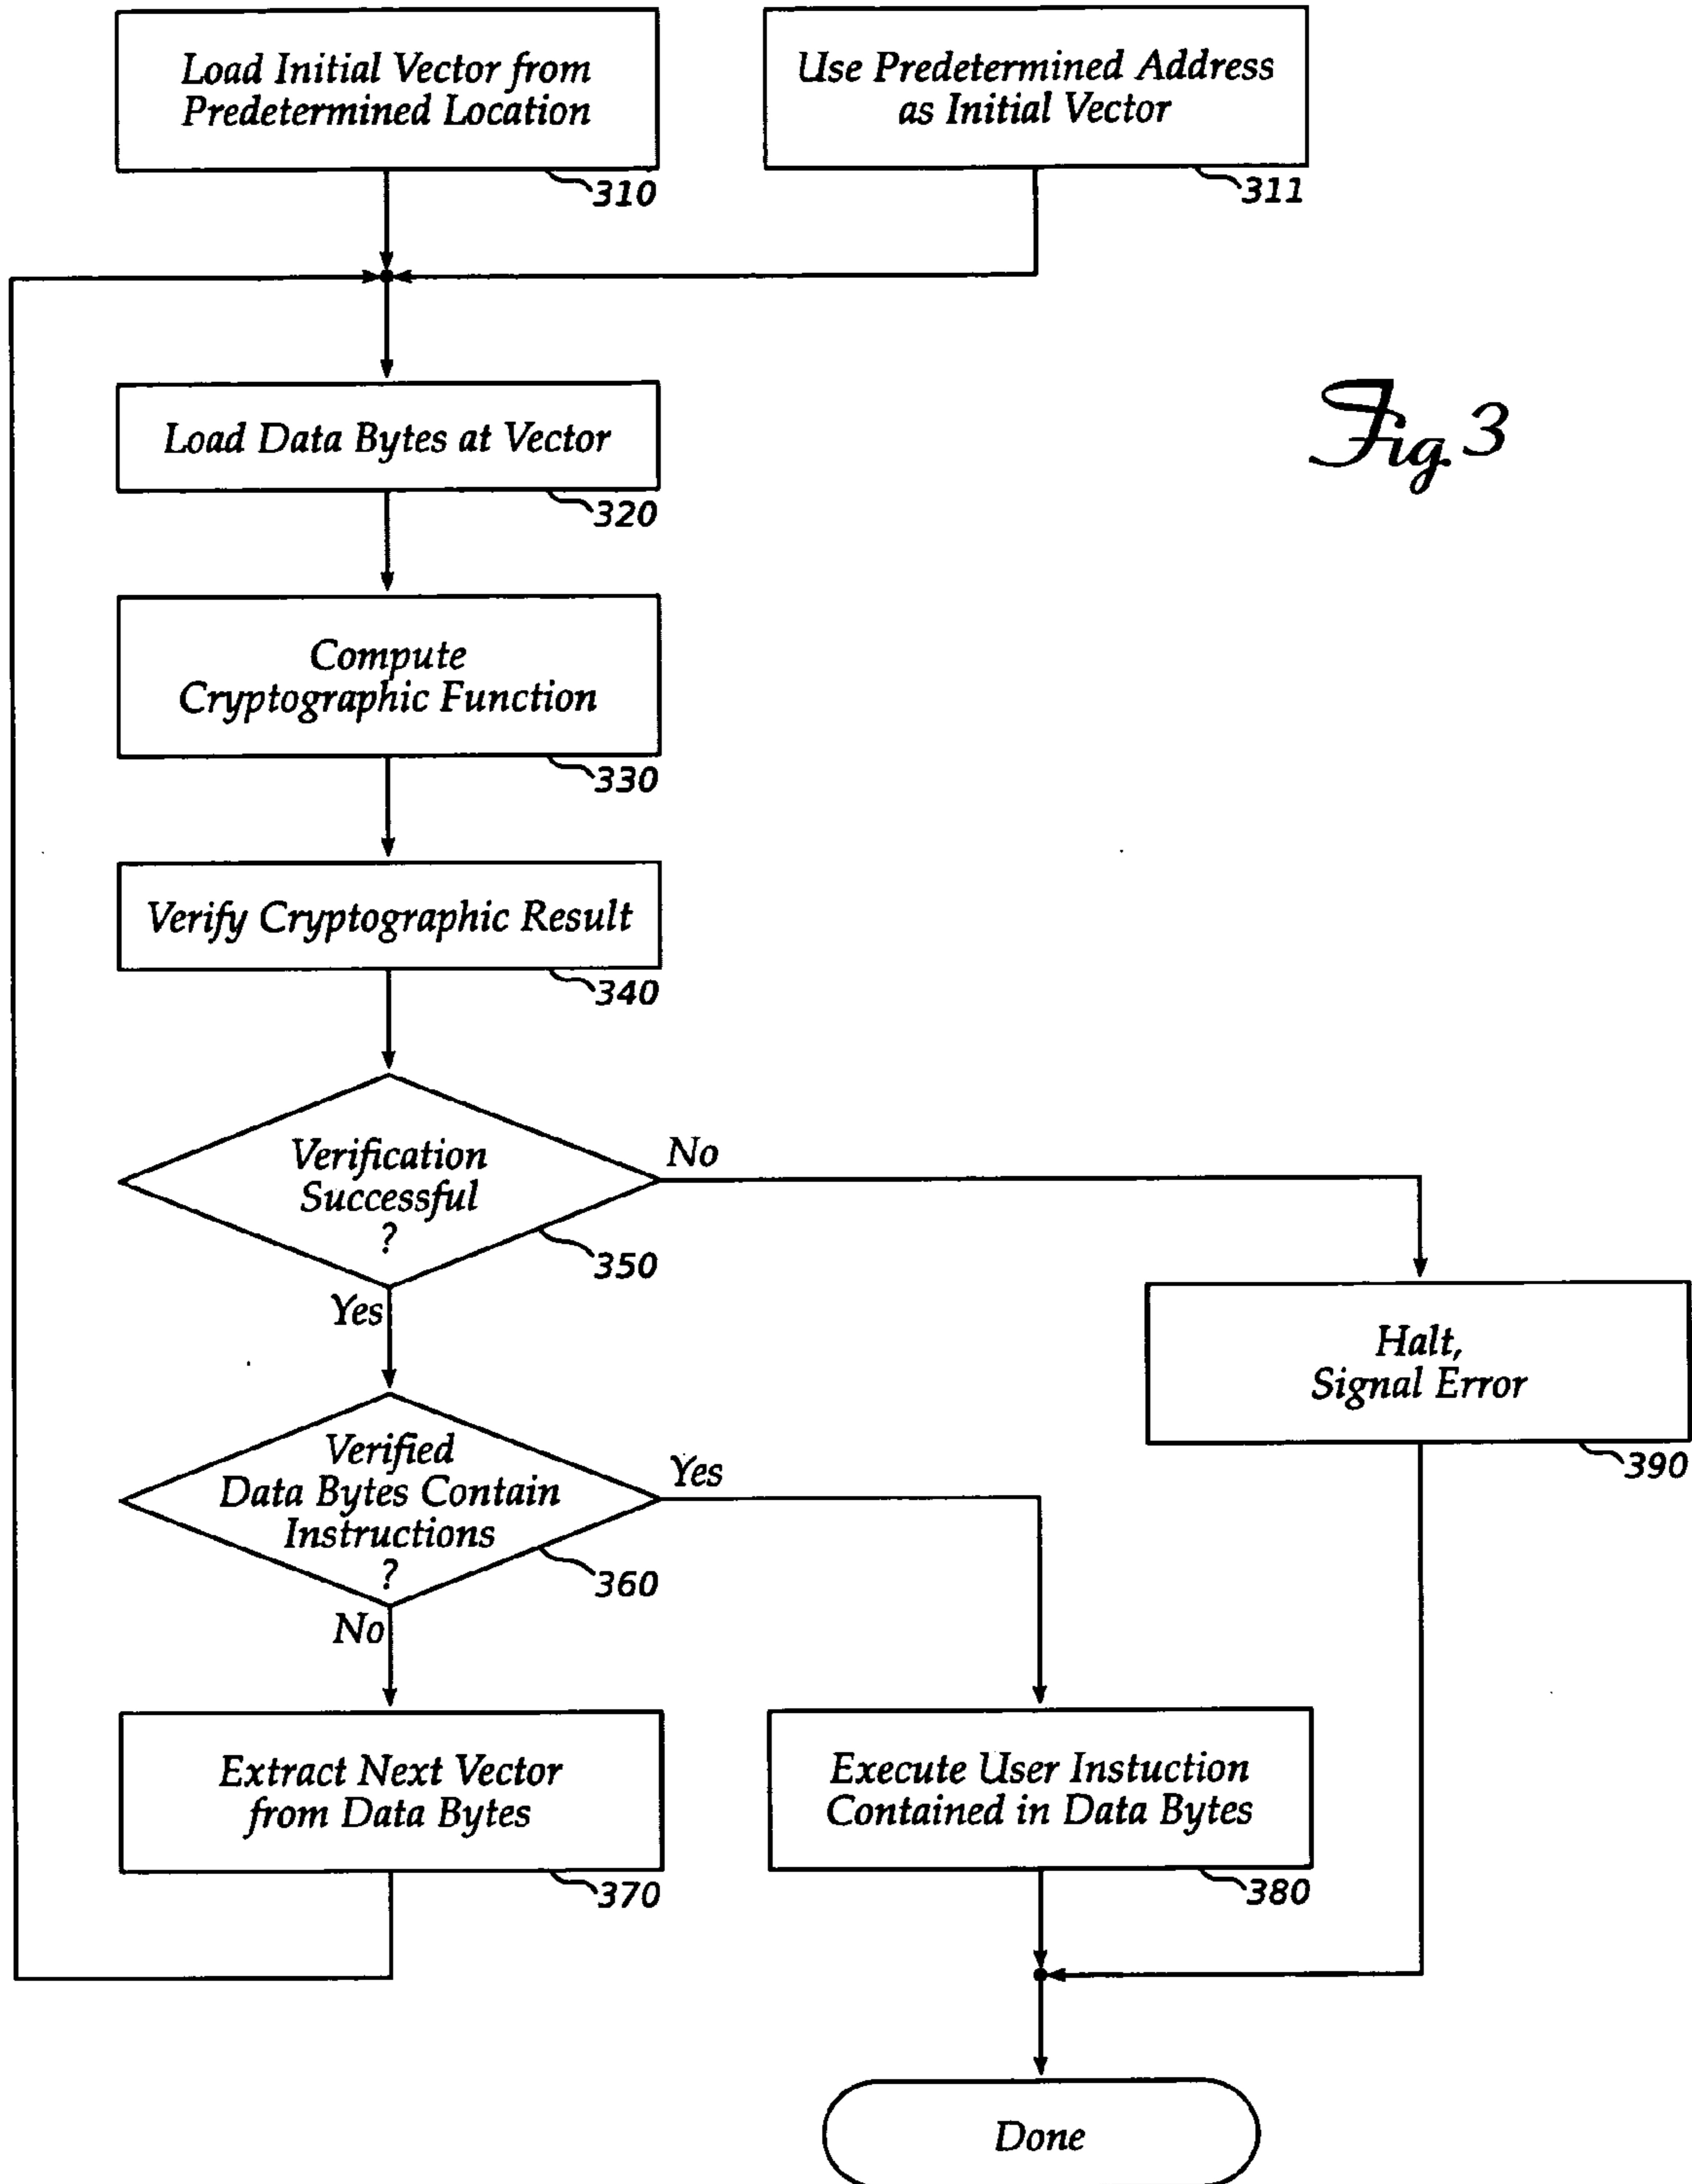 Load Initial Vector from
Predetermined Location
310
Use Predetermined Address
as Initial Vector
311
Fig. 3
Load Data Bytes at Vector
320
Compute
Cryptographic Function
330
Verify Cryptographic Result
340
Verification
Successful
?
350
No
Yes
Halt,
Signal Error
390
Verified
Data Bytes Contain
Instructions
?
360
Yes
No
Extract Next Vector
from Data Bytes
370
Execute User Instuction
Contained in Data Bytes
380
Done